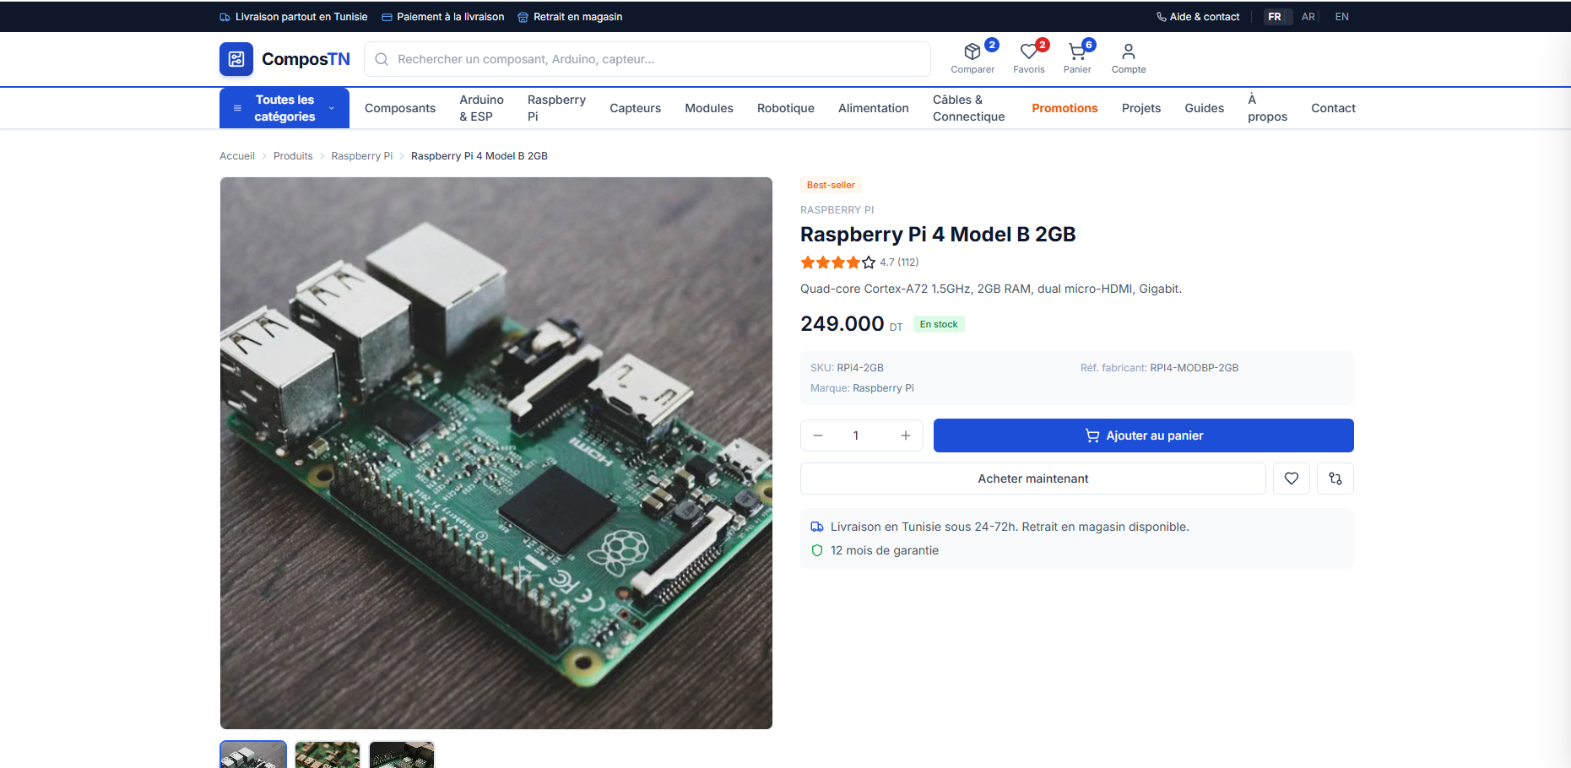 Livraison partout en Tunisie Paiement à la livraison Retrait en magasin Aide & contact FR AR EN
ComposTN
Rechercher un composant, Arduino, capteur...
2 2 6
Comparer Favoris Panier Compte
Toutes les catégories
Composants
Arduino & ESP
Raspberry Pi
Capteurs
Modules
Robotique
Alimentation
Câbles & Connectique
Promotions
Projets
Guides
À propos
Contact
Accueil > Produits > Raspberry Pi > Raspberry Pi 4 Model B 2GB
HDMI
Best-seller
RASPBERRY PI
Raspberry Pi 4 Model B 2GB
4.7 (112)
Quad-core Cortex-A72 1.5GHz, 2GB RAM, dual micro-HDMI, Gigabit.
249.000 DT En stock
SKU: RPi4-2GB Réf. fabricant: RPI4-MODBP-2GB
Marque: Raspberry Pi
− 1 + Ajouter au panier
Acheter maintenant
Livraison en Tunisie sous 24-72h. Retrait en magasin disponible.
12 mois de garantie